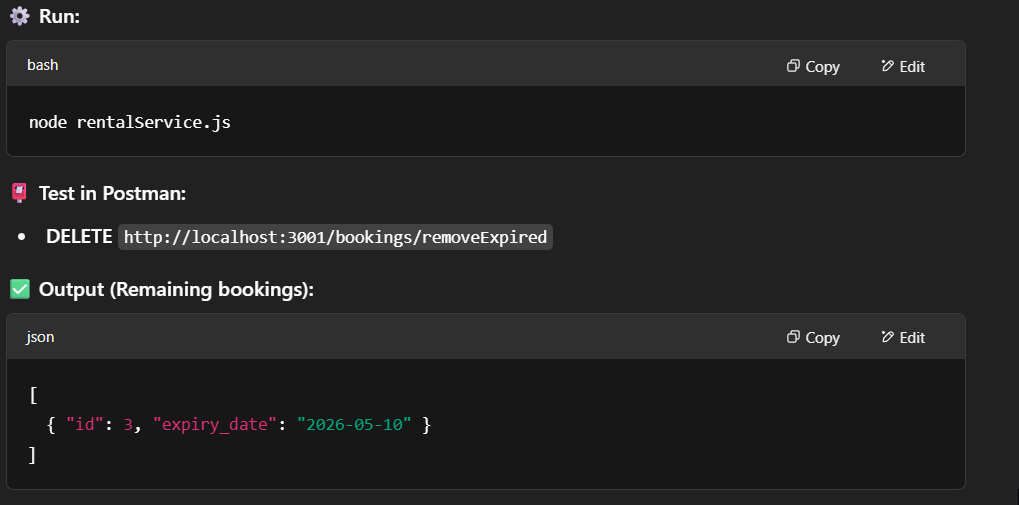 ⚙️ Run:
bash Copy Edit
node rentalService.js
📮 Test in Postman:
• DELETE http://localhost:3001/bookings/removeExpired
✅ Output (Remaining bookings):
json Copy Edit
[
  { "id": 3, "expiry_date": "2026-05-10" }
]